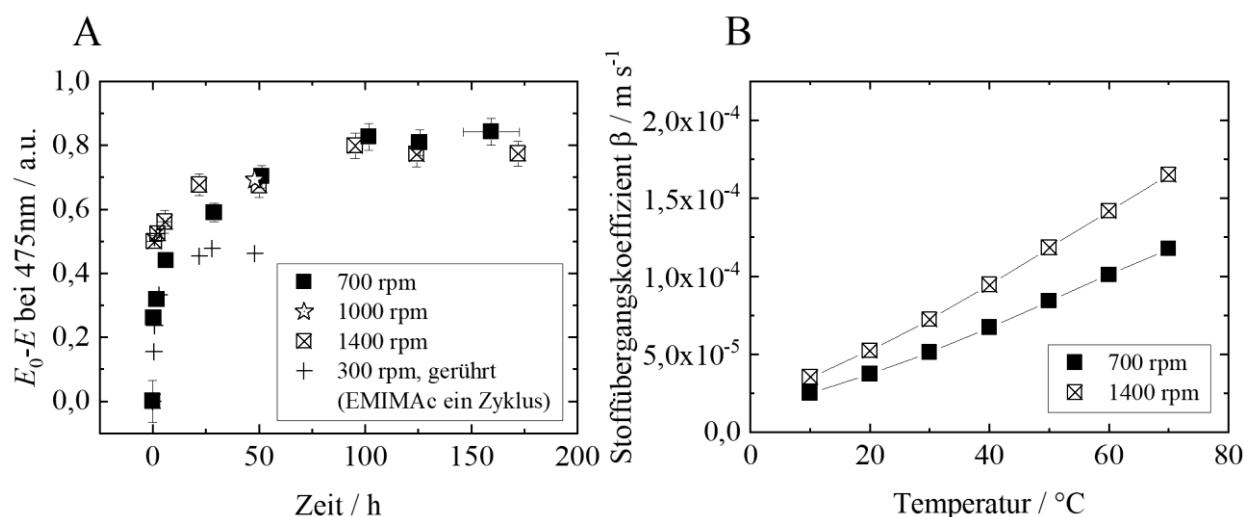 A
E₀-E bei 475nm / a.u.
1,0
0,8
0,6
0,4
0,2
0,0
700 rpm
1000 rpm
1400 rpm
300 rpm, gerührt
(EMIMAc ein Zyklus)
0 50 100 150 200
Zeit / h
B
Stoffübergangskoeffizient β / m s⁻¹
2,0x10⁻⁴
1,5x10⁻⁴
1,0x10⁻⁴
5,0x10⁻⁵
0,0
700 rpm
1400 rpm
0 20 40 60 80
Temperatur / °C